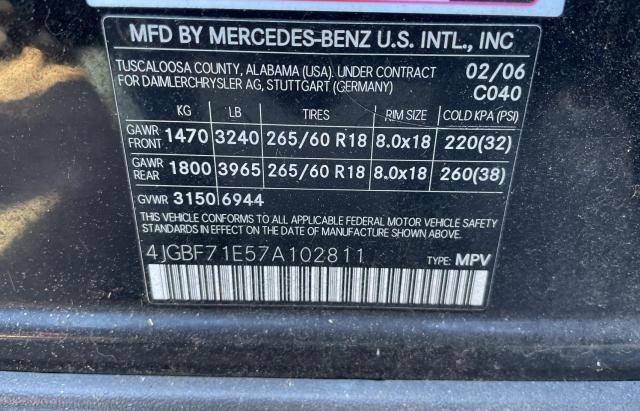 MFD BY MERCEDES-BENZ U.S. INTL., INC
TUSCALOOSA COUNTY, ALABAMA (USA). UNDER CONTRACT 02/06
FOR DAIMLERCHRYSLER AG, STUTTGART (GERMANY) C040
KG LB TIRES RIM SIZE COLD KPA (PSI)
GAWR FRONT 1470 3240 265/60 R18 8.0x18 220(32)
GAWR REAR 1800 3965 265/60 R18 8.0x18 260(38)
GVWR 3150 6944
THIS VEHICLE CONFORMS TO ALL APPLICABLE FEDERAL MOTOR VEHICLE SAFETY
STANDARDS IN EFFECT ON THE DATE OF MANUFACTURE SHOWN ABOVE.
4JGBF71E57A102811 TYPE: MPV